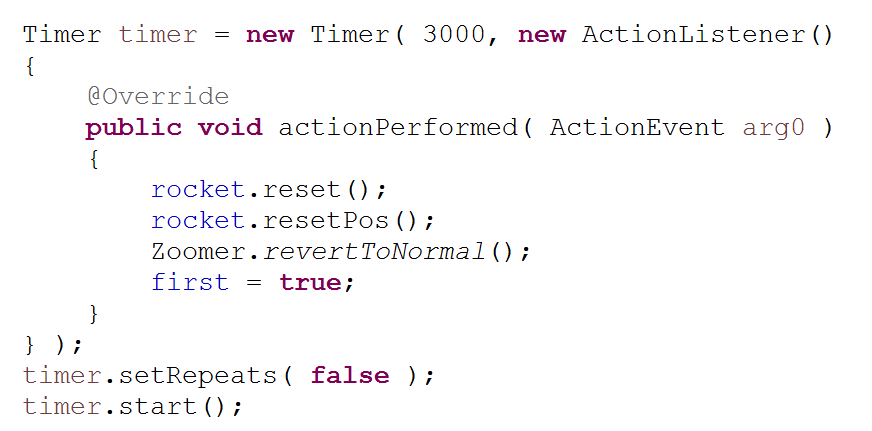 Timer timer = new Timer( 3000, new ActionListener()
{
    @Override
    public void actionPerformed( ActionEvent arg0 )
    {
        rocket.reset();
        rocket.resetPos();
        Zoomer.revertToNormal();
        first = true;
    }
} );
timer.setRepeats( false );
timer.start();